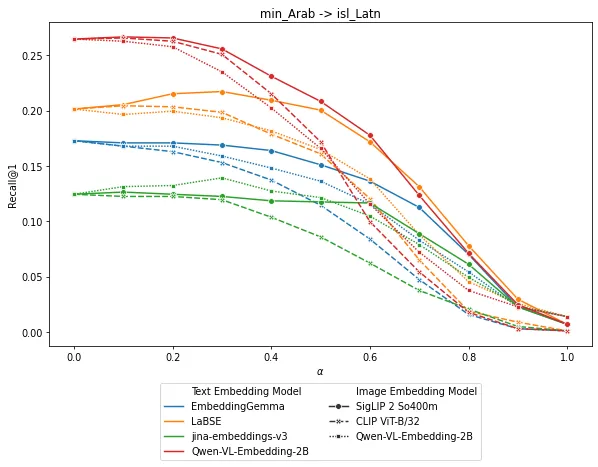 min_Arab -> isl_Latn
Recall@1
0.25
0.20
0.15
0.10
0.05
0.00
0.0 0.2 0.4 0.6 0.8 1.0
α
Text Embedding Model
EmbeddingGemma
LaBSE
jina-embeddings-v3
Qwen-VL-Embedding-2B
Image Embedding Model
SigLIP 2 So400m
CLIP ViT-B/32
Qwen-VL-Embedding-2B